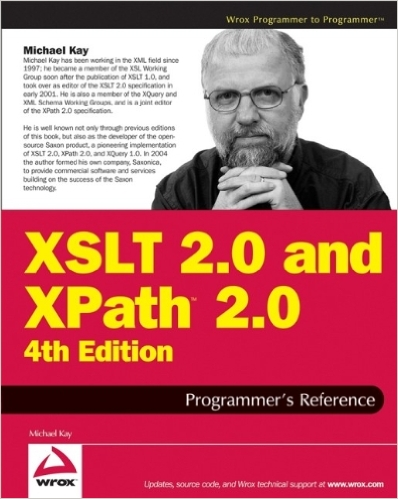 Wrox Programmer to Programmer™
Michael Kay
Michael Kay has been working in the XML field since
1997; he became a member of the XSL Working
Group soon after the publication of XSLT 1.0, and
took over as editor of the XSLT 2.0 specification in
early 2001. He is also a member of the XQuery and
XML Schema Working Groups, and is a joint editor
of the XPath 2.0 specification.
He is well known not only through previous editions
of this book, but also as the developer of the open-
source Saxon product, a pioneering implementation
of XSLT 2.0, XPath 2.0, and XQuery 1.0. In 2004
the author formed his own company, Saxonica,
to provide commercial software and services
building on the success of the Saxon
technology.
XSLT 2.0 and
XPath™ 2.0
4th Edition
Programmer's Reference
Michael Kay
wrox
Updates, source code, and Wrox technical support at www.wrox.com